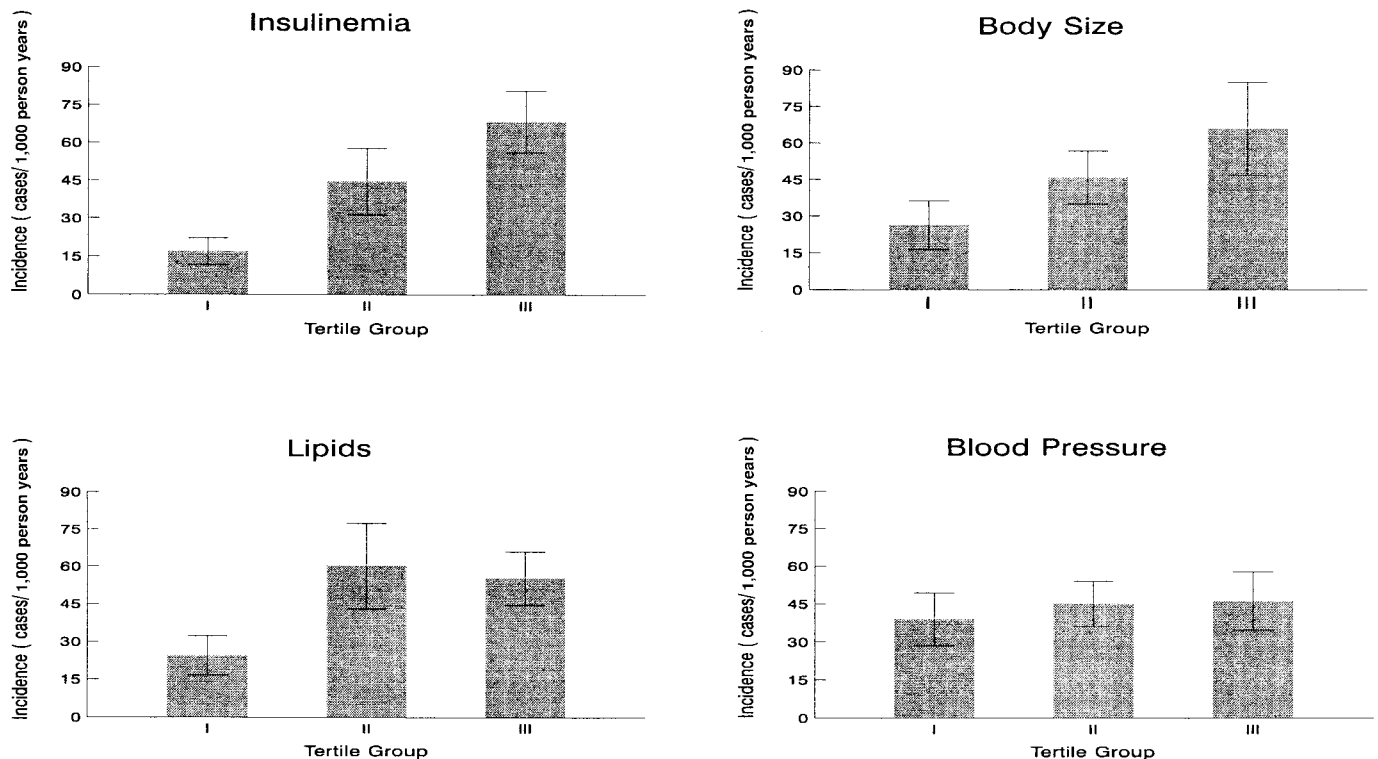 Insulinemia
Incidence ( cases/ 1,000 person years )
90
75
60
45
30
15
0
I II III
Tertile Group
Body Size
Incidence ( cases/ 1,000 person years )
90
75
60
45
30
15
0
I II III
Tertile Group
Lipids
Incidence ( cases/ 1,000 person years )
90
75
60
45
30
15
0
I II III
Tertile Group
Blood Pressure
Incidence ( cases/ 1,000 person years )
90
75
60
45
30
15
0
I II III
Tertile Group